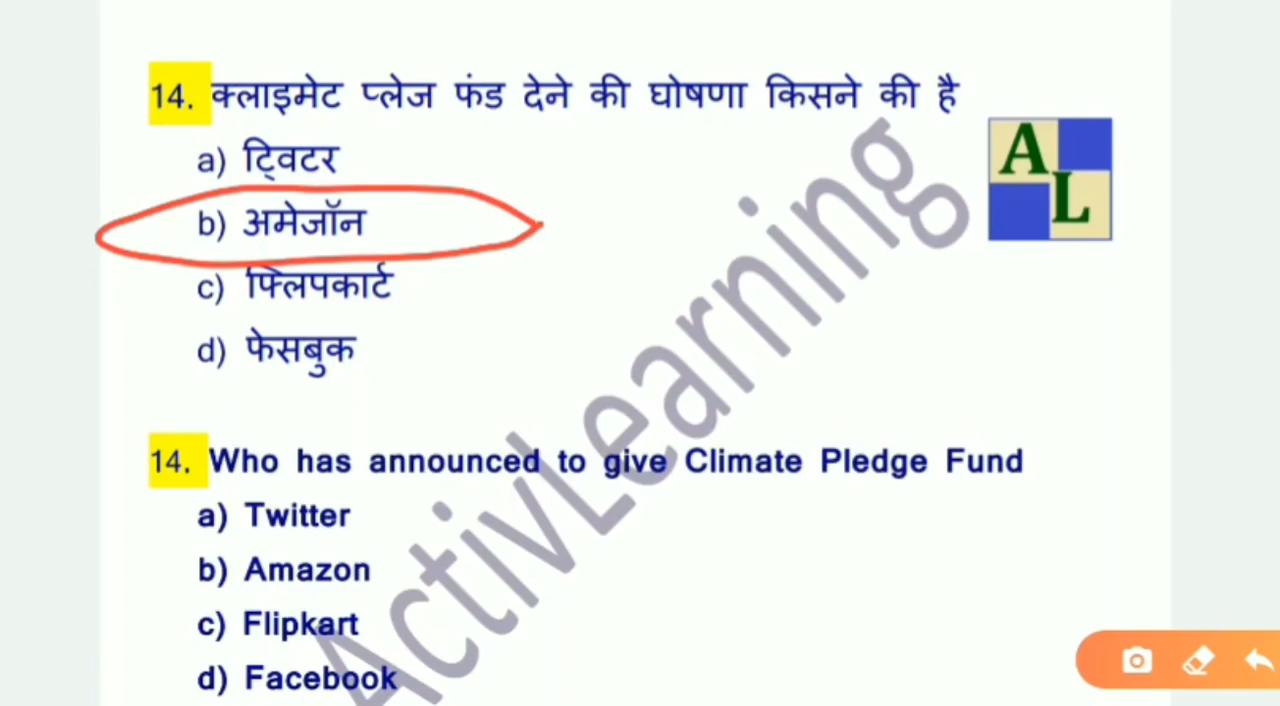 14. क्लाइमेट प्लेज फंड देने की घोषणा किसने की है
a) ट्विटर
b) अमेजॉन
c) फ्लिपकार्ट
d) फेसबुक
A
L
ActivLearning
14. Who has announced to give Climate Pledge Fund
a) Twitter
b) Amazon
c) Flipkart
d) Facebook